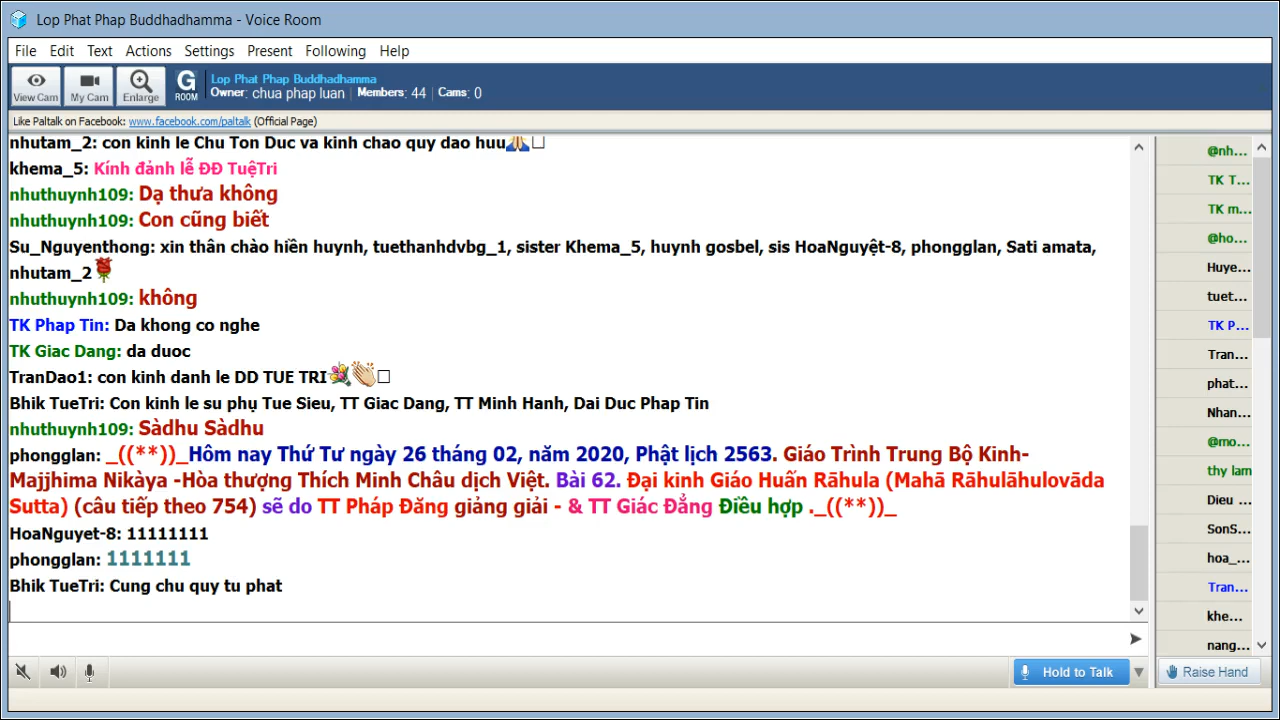 Lop Phat Phap Buddhadhamma - Voice Room
File Edit Text Actions Settings Present Following Help
View Cam My Cam Enlarge G ROOM
Lop Phat Phap Buddhadhamma
Owner: chua phap luan Members: 44 Cams: 0
Like Paltalk on Facebook: www.facebook.com/paltalk (Official Page)
nhutam_2: con kinh le Chu Ton Duc va kinh chao quy dao huu🙏□
khema_5: Kính đảnh lễ ĐĐ TuệTri
nhuthuynh109: Dạ thưa không
nhuthuynh109: Con cũng biết
Su_Nguyenthong: xin thân chào hiền huynh, tuethanhdvbg_1, sister Khema_5, huynh gosbel, sis HoaNguyệt-8, phongglan, Sati amata,
nhutam_2🌹
nhuthuynh109: không
TK Phap Tin: Da khong co nghe
TK Giac Dang: da duoc
TranDao1: con kinh danh le DD TUE TRI💐👏□
Bhik TueTri: Con kinh le su phụ Tue Sieu, TT Giac Dang, TT Minh Hanh, Dai Duc Phap Tin
nhuthuynh109: Sàdhu Sàdhu
phongglan: _((**))_Hôm nay Thứ Tư ngày 26 tháng 02, năm 2020, Phật lịch 2563. Giáo Trình Trung Bộ Kinh-
Majjhima Nikàya -Hòa thượng Thích Minh Châu dịch Việt. Bài 62. Đại kinh Giáo Huấn Rāhula (Mahā Rāhulāhulovāda
Sutta) (câu tiếp theo 754) sẽ do TT Pháp Đăng giảng giải - & TT Giác Đẳng Điều hợp ._((**))_
HoaNguyet-8: 11111111
phongglan: 1111111
Bhik TueTri: Cung chu quy tu phat
@nh...
TK T...
TK m...
@ho...
Huye...
tuet...
TK P...
Tran...
phat...
Nhan...
@mo...
thy lam
Dieu ...
SonS...
hoa_...
Tran...
khe...
nang...
Hold to Talk Raise Hand